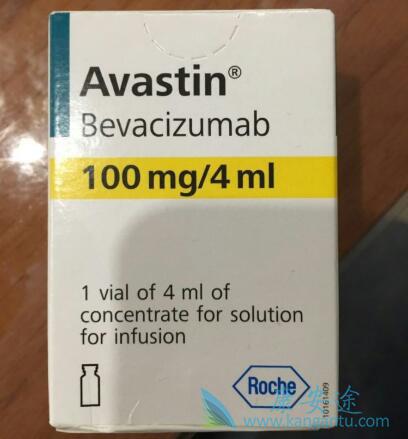 Avastin®
Bevacizumab
100 mg/4 ml
1 vial of 4 ml of
concentrate for solution
for infusion
Roche
10161409
康安途
www.kangantu.com